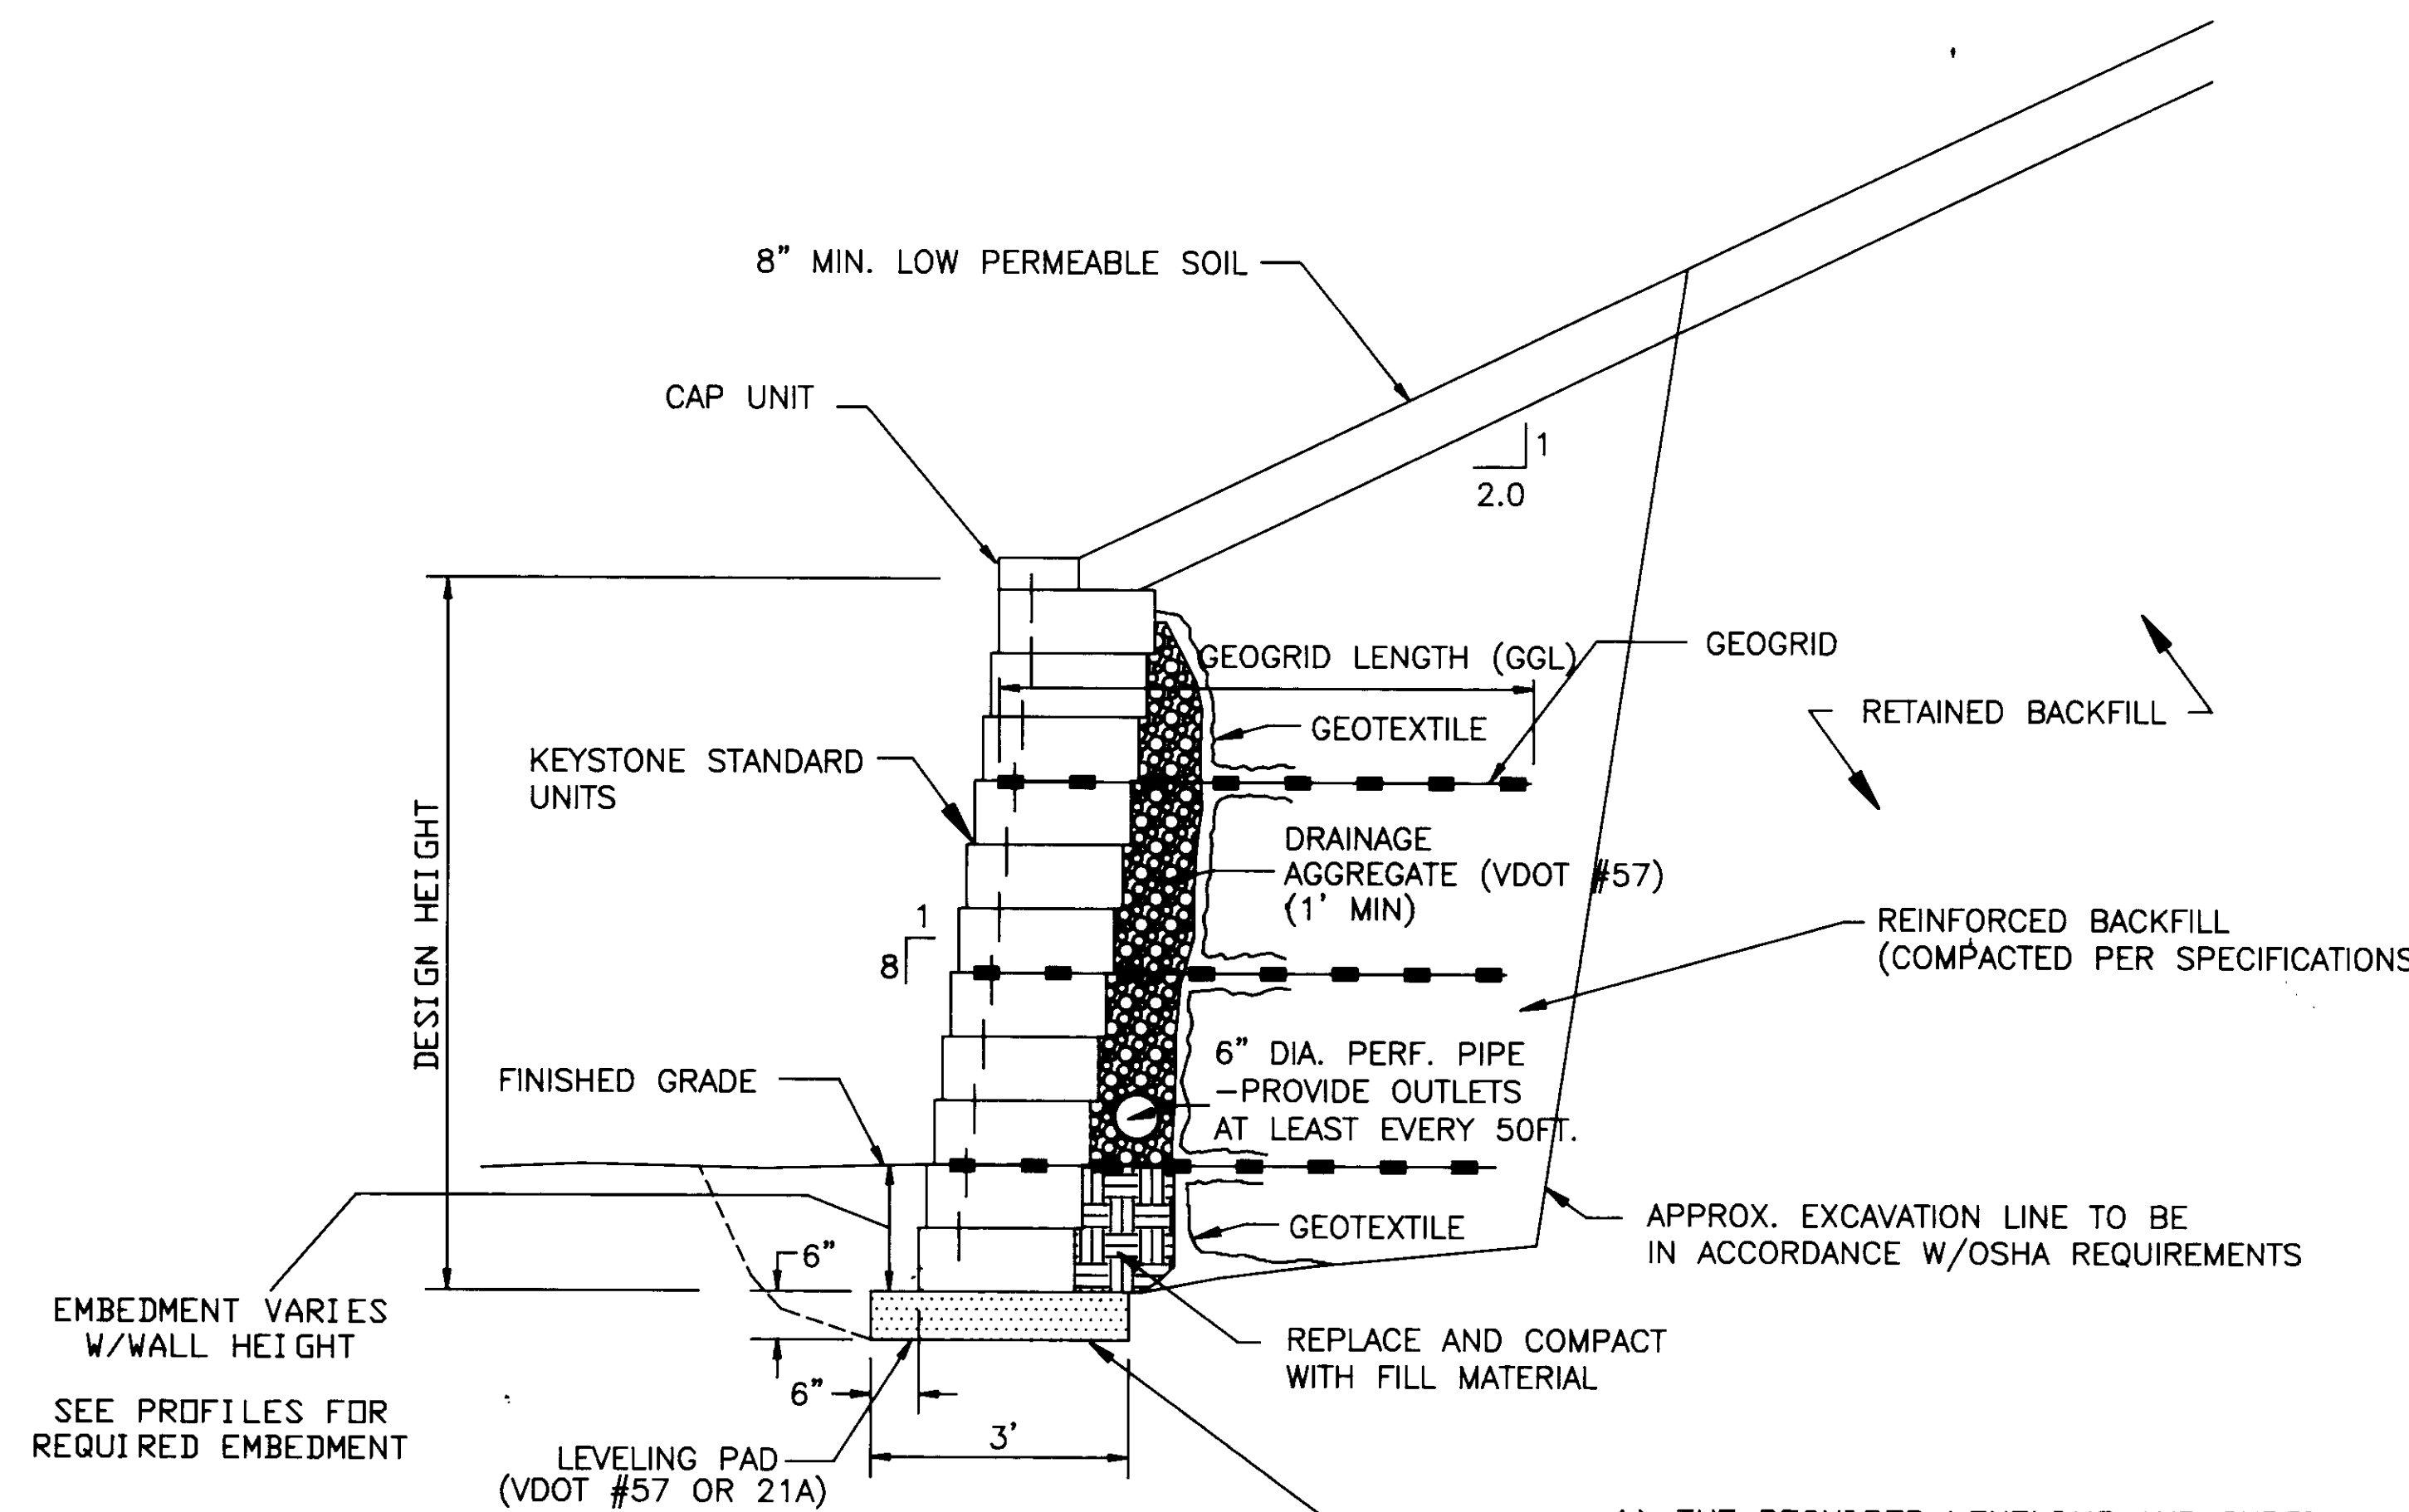 8” MIN. LOW PERMEABLE SOIL
CAP UNIT
1
2.0
GEOGRID LENGTH (GGL)
GEOGRID
GEOTEXTILE
RETAINED BACKFILL
KEYSTONE STANDARD
UNITS
DESIGN HEIGHT
DRAINAGE
AGGREGATE (VDOT #57)
(1' MIN)
1
8
REINFORCED BACKFILL
(COMPACTED PER SPECIFICATIONS
6” DIA. PERF. PIPE
-PROVIDE OUTLETS
AT LEAST EVERY 50FT.
FINISHED GRADE
GEOTEXTILE
APPROX. EXCAVATION LINE TO BE
IN ACCORDANCE W/OSHA REQUIREMENTS
6”
EMBEDMENT VARIES
W/WALL HEIGHT
SEE PROFILES FOR
REQUIRED EMBEDMENT
REPLACE AND COMPACT
WITH FILL MATERIAL
6”
3'
LEVELING PAD
(VDOT #57 OR 21A)